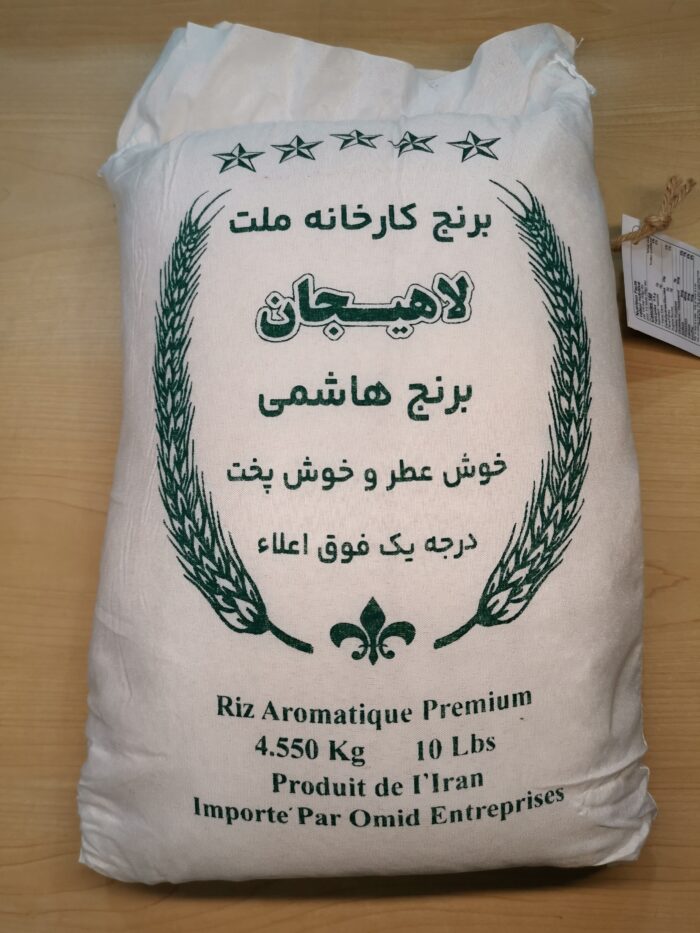 برنج کارخانه ملت
لاهیجان
برنج هاشمی
خوش عطر و خوش پخت
درجه یک فوق اعلاء
Riz Aromatique Premium
4.550 Kg 10 Lbs
Produit de I'Iran
Importe´ Par Omid Entreprises